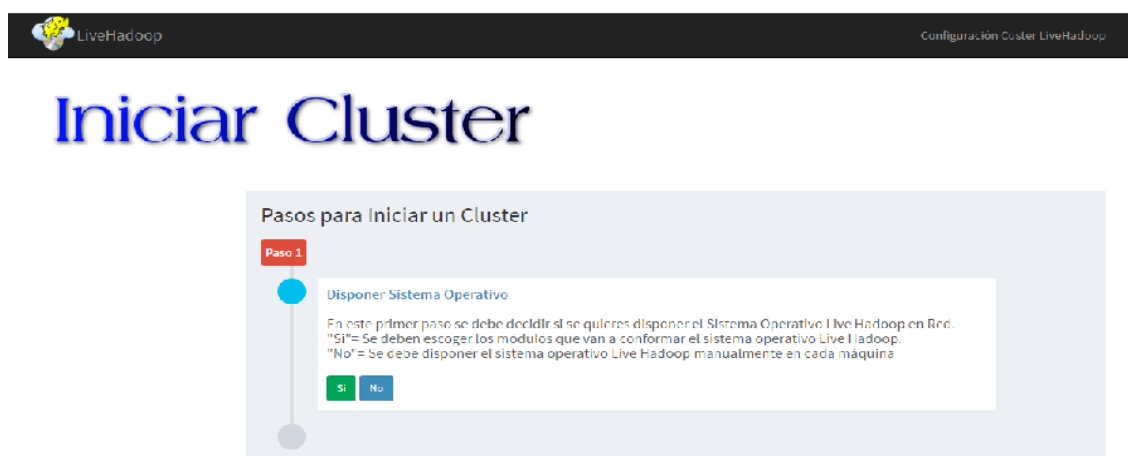 LiveHadoop
Configuración Custer LiveHadoop
Iniciar Cluster
Pasos para Iniciar un Cluster
Paso 1
Disponer Sistema Operativo
En este primer paso se debe decidir si se quieres disponer el Sistema Operativo Live Hadoop en Red.
"Si"= Se deben escoger los módulos que van a conformar el sistema operativo Live Hadoop.
"No"= Se debe disponer el sistema operativo Live Hadoop manualmente en cada máquina
Si
No